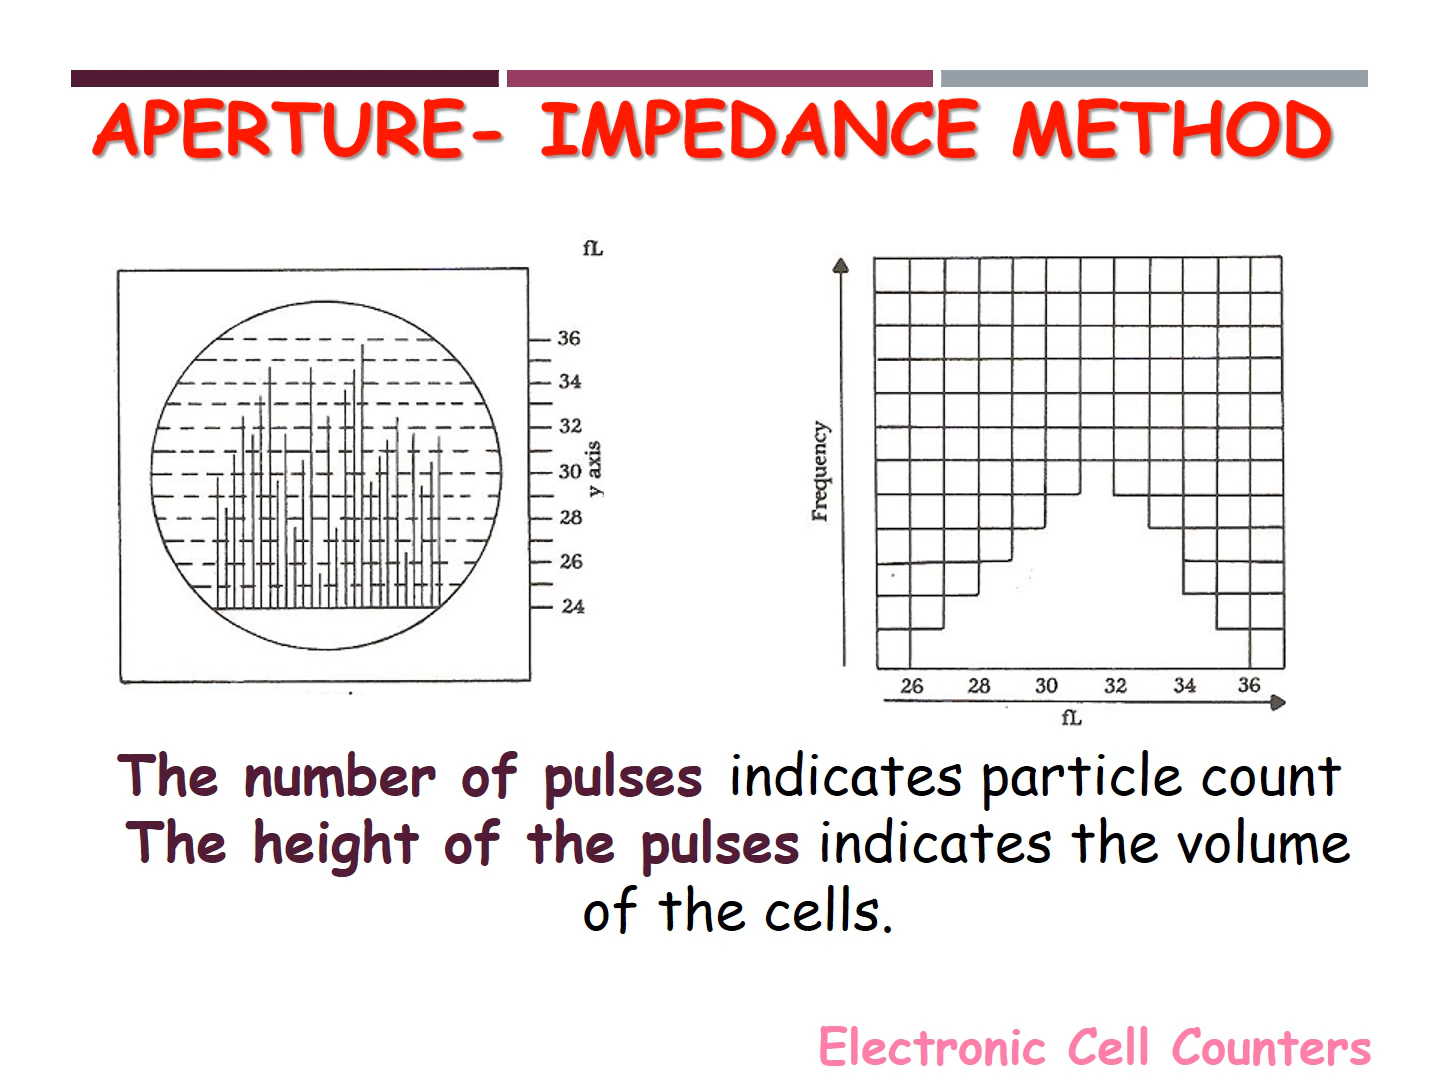 APERTURE- IMPEDANCE METHOD
fL
36
34
32
30
28
26
24
y axis
Frequency
26 28 30 32 34 36
fL
The number of pulses indicates particle count
The height of the pulses indicates the volume
of the cells.
Electronic Cell Counters